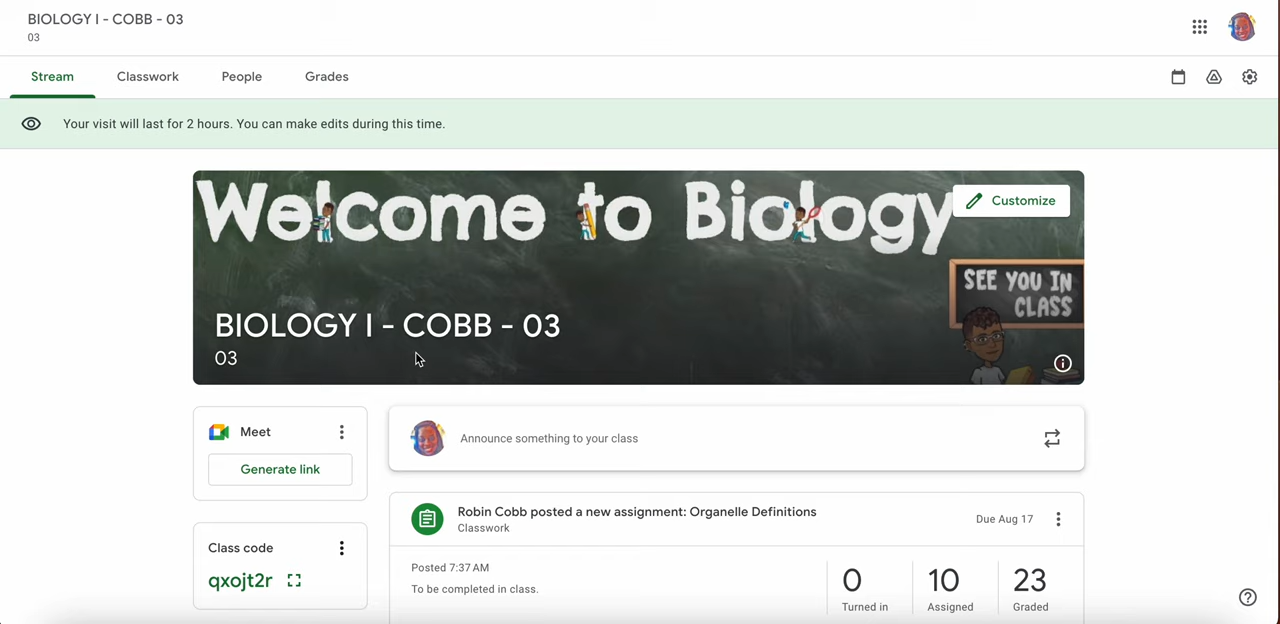 BIOLOGY I - COBB - 03
03
Stream
Classwork
People
Grades
Your visit will last for 2 hours. You can make edits during this time.
Welcome to Biology
Customize
SEE YOU IN
CLASS
BIOLOGY I - COBB - 03
03
Meet
Generate link
Announce something to your class
Class code
qxojt2r
Robin Cobb posted a new assignment: Organelle Definitions
Classwork
Due Aug 17
Posted 7:37 AM
To be completed in class.
0
Turned in
10
Assigned
23
Graded